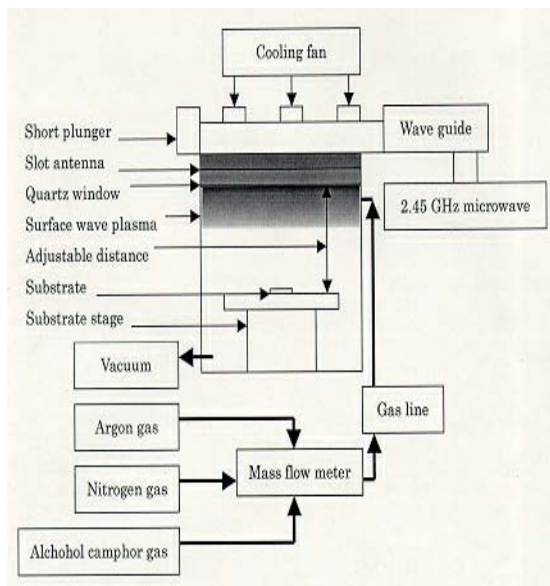 Cooling fan
Short plunger
Wave guide
Slot antenna
Quartz window
2.45 GHz microwave
Surface wave plasma
Adjustable distance
Substrate
Substrate stage
Vacuum
Gas line
Argon gas
Mass flow meter
Nitrogen gas
Alchohol camphor gas